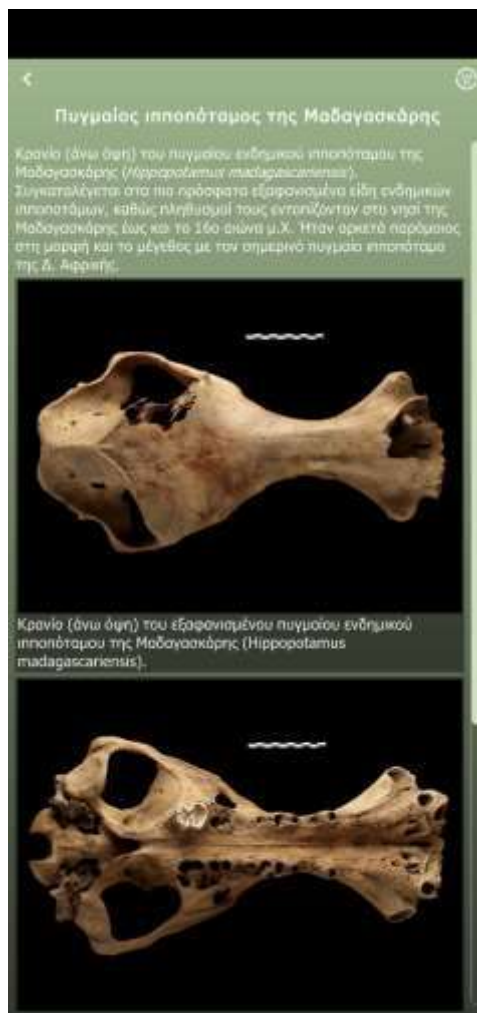 Πυγμαίος ιπποπόταμος της Μαδαγασκάρης
Κρανίο (άνω όψη) του πυγμαίου ενδημικού ιπποπόταμου της
Μαδαγασκάρης (Hippopotamus madagascariensis).
Συγκαταλέγεται στα πιο πρόσφατα εξαφανισμένα είδη ενδημικών
ιπποποτάμων, καθώς πληθυσμοί τους εντοπίζονταν στο νησί της
Μαδαγασκάρης έως και το 16ο αιώνα μ.Χ. Ήταν αρκετά παρόμοιος
στη μορφή και το μέγεθος με τον σημερινό πυγμαίο ιπποπόταμο
της Δ. Αφρικής.
Κρανίο (άνω όψη) του εξαφανισμένου πυγμαίου ενδημικού
ιπποπόταμου της Μαδαγασκάρης (Hippopotamus
madagascariensis).